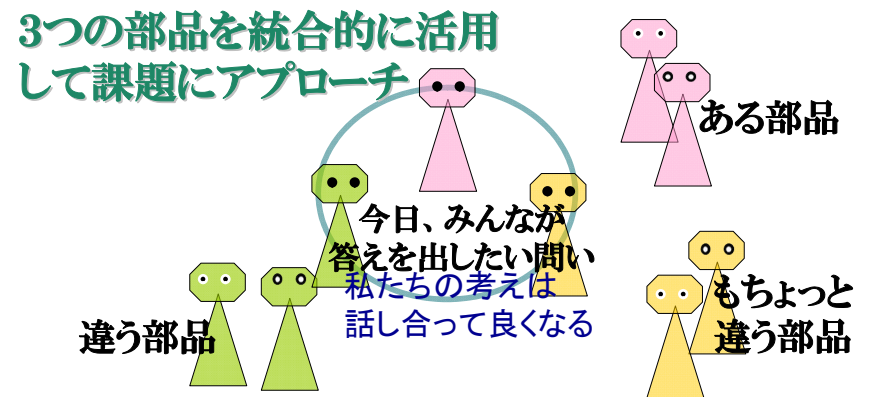 3つの部品を統合的に活用
して課題にアプローチ
ある部品
今日、みんなが
答えを出したい問い
私たちの考えは
話し合って良くなる
違う部品
もちょっと
違う部品